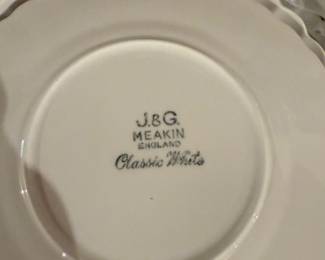 J.&G.
MEAKIN
ENGLAND
Classic White